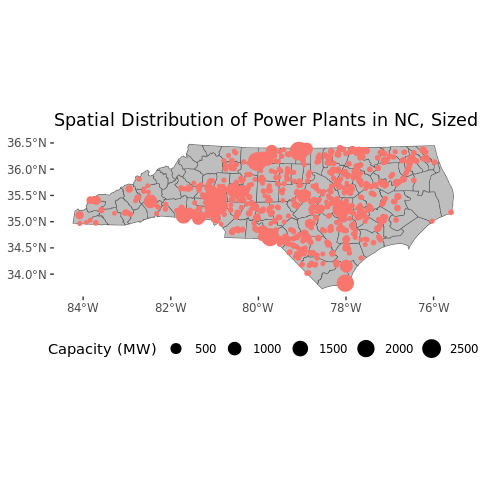 Spatial Distribution of Power Plants in NC, Sized
36.5°N
36.0°N
35.5°N
35.0°N
34.5°N
34.0°N
84°W 82°W 80°W 78°W 76°W
Capacity (MW) 500 1000 1500 2000 2500